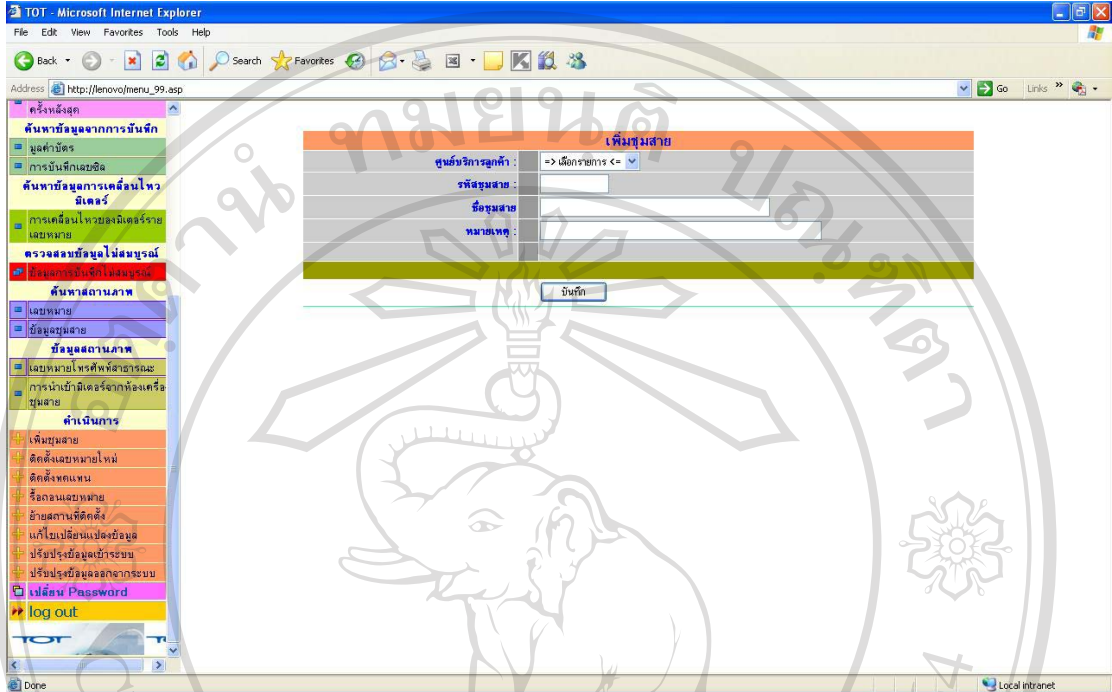 TOT - Microsoft Internet Explorer
File Edit View Favorites Tools Help
Back Search Favorites
Address http://lenovo/menu_99.asp Go Links »
ครั้งหลังสุด
ค้นหาข้อมูลจากการบันทึก
มูลค่าบัตร
การบันทึกเลขซิล
ค้นหาข้อมูลการเคลื่อนไหว
มิเตอร์
การเคลื่อนไหวของมิเตอร์ราย
เลขหมาย
ตรวจสอบข้อมูลไม่สมบูรณ์
ข้อมูลการบันทึกไม่สมบูรณ์
ค้นหาสถานภาพ
เลขหมาย
ข้อมูลชุมสาย
ข้อมูลสถานภาพ
เลขหมายโทรศัพท์สาธารณะ
การนำเข้ามิเตอร์จากห้องเครื่อ
ชุมสาย
ดำเนินการ
เพิ่มชุมสาย
ติดตั้งเลขหมายใหม่
ติดตั้งทดแทน
รื้อถอนเลขหมาย
ย้ายสถานที่ติดตั้ง
แก้ไขเปลี่ยนแปลงข้อมูล
ปรับปรุงข้อมูลเข้าระบบ
ปรับปรุงข้อมูลออกจากระบบ
เปลี่ยน Password
log out
TOT
เพิ่มชุมสาย
ศูนย์บริการลูกค้า : => เลือกรายการ <=
รหัสชุมสาย :
ชื่อชุมสาย
หมายเหตุ :
บันทึก
Done Local intranet